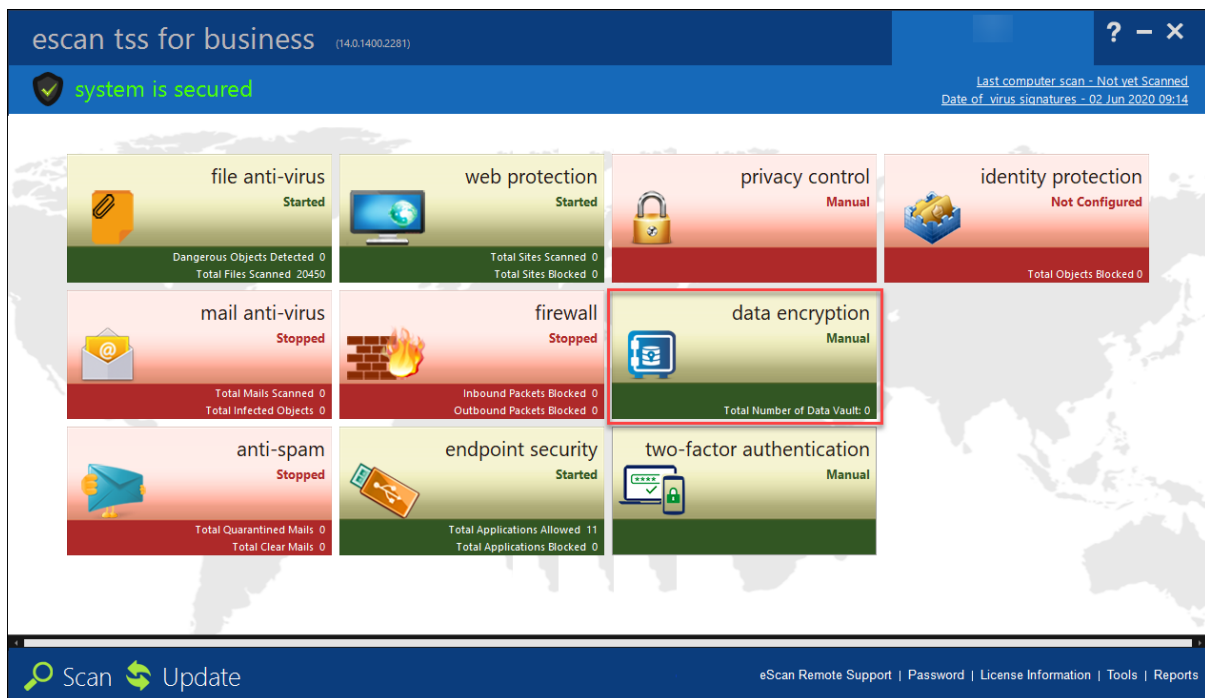 escan tss for business (14.0.1400.2281)
? – ×
system is secured
Last computer scan - Not yet Scanned
Date of virus signatures - 02 Jun 2020 09:14
file anti-virus
Started
Dangerous Objects Detected 0
Total Files Scanned 20450
web protection
Started
Total Sites Scanned 0
Total Sites Blocked 0
privacy control
Manual
identity protection
Not Configured
Total Objects Blocked 0
mail anti-virus
Stopped
Total Mails Scanned 0
Total Infected Objects 0
firewall
Stopped
Inbound Packets Blocked 0
Outbound Packets Blocked 0
data encryption
Manual
Total Number of Data Vault: 0
anti-spam
Stopped
Total Quarantined Mails 0
Total Clear Mails 0
endpoint security
Started
Total Applications Allowed 11
Total Applications Blocked 0
two-factor authentication
Manual
Scan Update
eScan Remote Support | Password | License Information | Tools | Reports